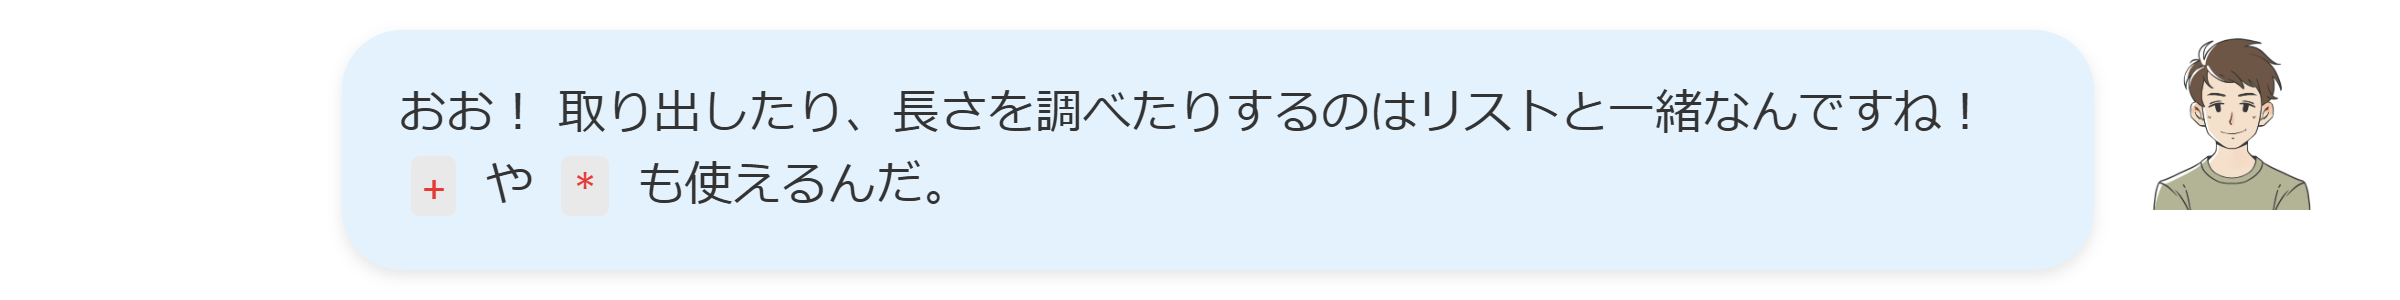 おお！ 取り出したり、長さを調べたりするのはリストと一緒なんですね！
+ や * も使えるんだ。